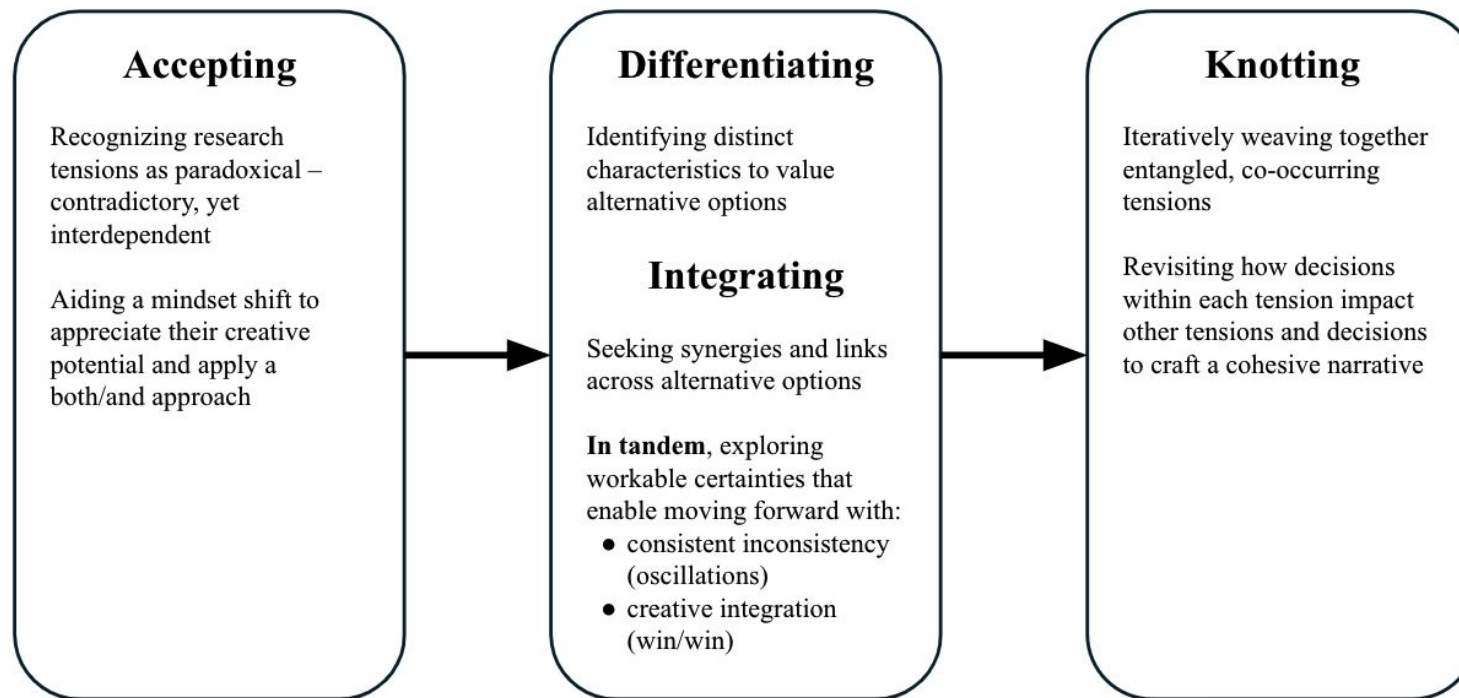 Accepting
Recognizing research
tensions as paradoxical –
contradictory, yet
interdependent
Aiding a mindset shift to
appreciate their creative
potential and apply a
both/and approach
Differentiating
Identifying distinct
characteristics to value
alternative options
Integrating
Seeking synergies and links
across alternative options
In tandem, exploring
workable certainties that
enable moving forward with:
● consistent inconsistency
(oscillations)
● creative integration
(win/win)
Knotting
Iteratively weaving together
entangled, co-occurring
tensions
Revisiting how decisions
within each tension impact
other tensions and decisions
to craft a cohesive narrative